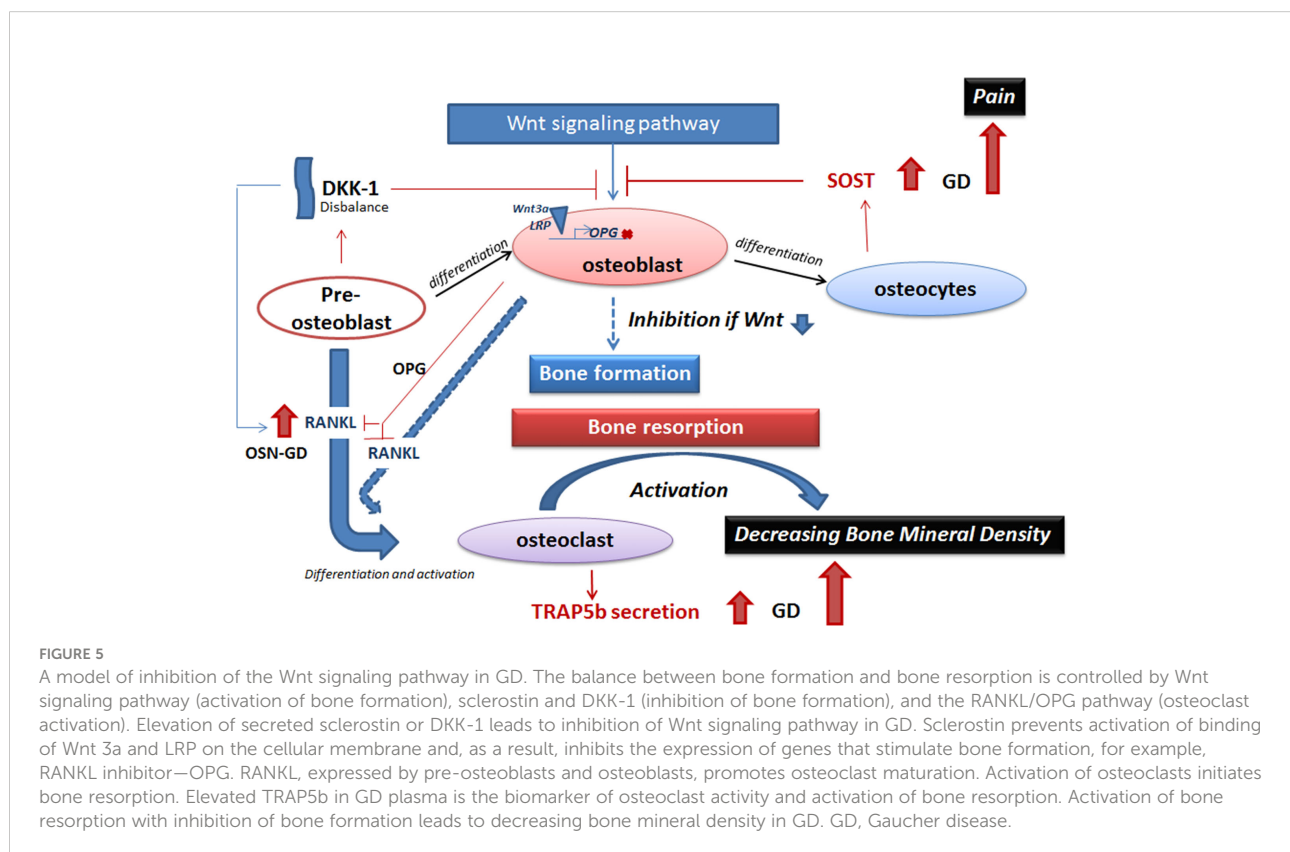 Pain
Wnt signaling pathway
DKK-1
Disbalance
SOST
GD
Wnt3a
LRP
OPG
differentiation
osteoblast
differentiation
Pre-
osteoblast
osteocytes
Inhibition if Wnt
OPG
Bone formation
RANKL
OSN-GD
RANKL
Bone resorption
Activation
osteoclast
Decreasing Bone Mineral Density
Differentiation and activation
TRAP5b secretion
GD
FIGURE 5
A model of inhibition of the Wnt signaling pathway in GD. The balance between bone formation and bone resorption is controlled by Wnt
signaling pathway (activation of bone formation), sclerostin and DKK-1 (inhibition of bone formation), and the RANKL/OPG pathway (osteoclast
activation). Elevation of secreted sclerostin or DKK-1 leads to inhibition of Wnt signaling pathway in GD. Sclerostin prevents activation of binding
of Wnt 3a and LRP on the cellular membrane and, as a result, inhibits the expression of genes that stimulate bone formation, for example,
RANKL inhibitor—OPG. RANKL, expressed by pre-osteoblasts and osteoblasts, promotes osteoclast maturation. Activation of osteoclasts initiates
bone resorption. Elevated TRAP5b in GD plasma is the biomarker of osteoclast activity and activation of bone resorption. Activation of bone
resorption with inhibition of bone formation leads to decreasing bone mineral density in GD. GD, Gaucher disease.